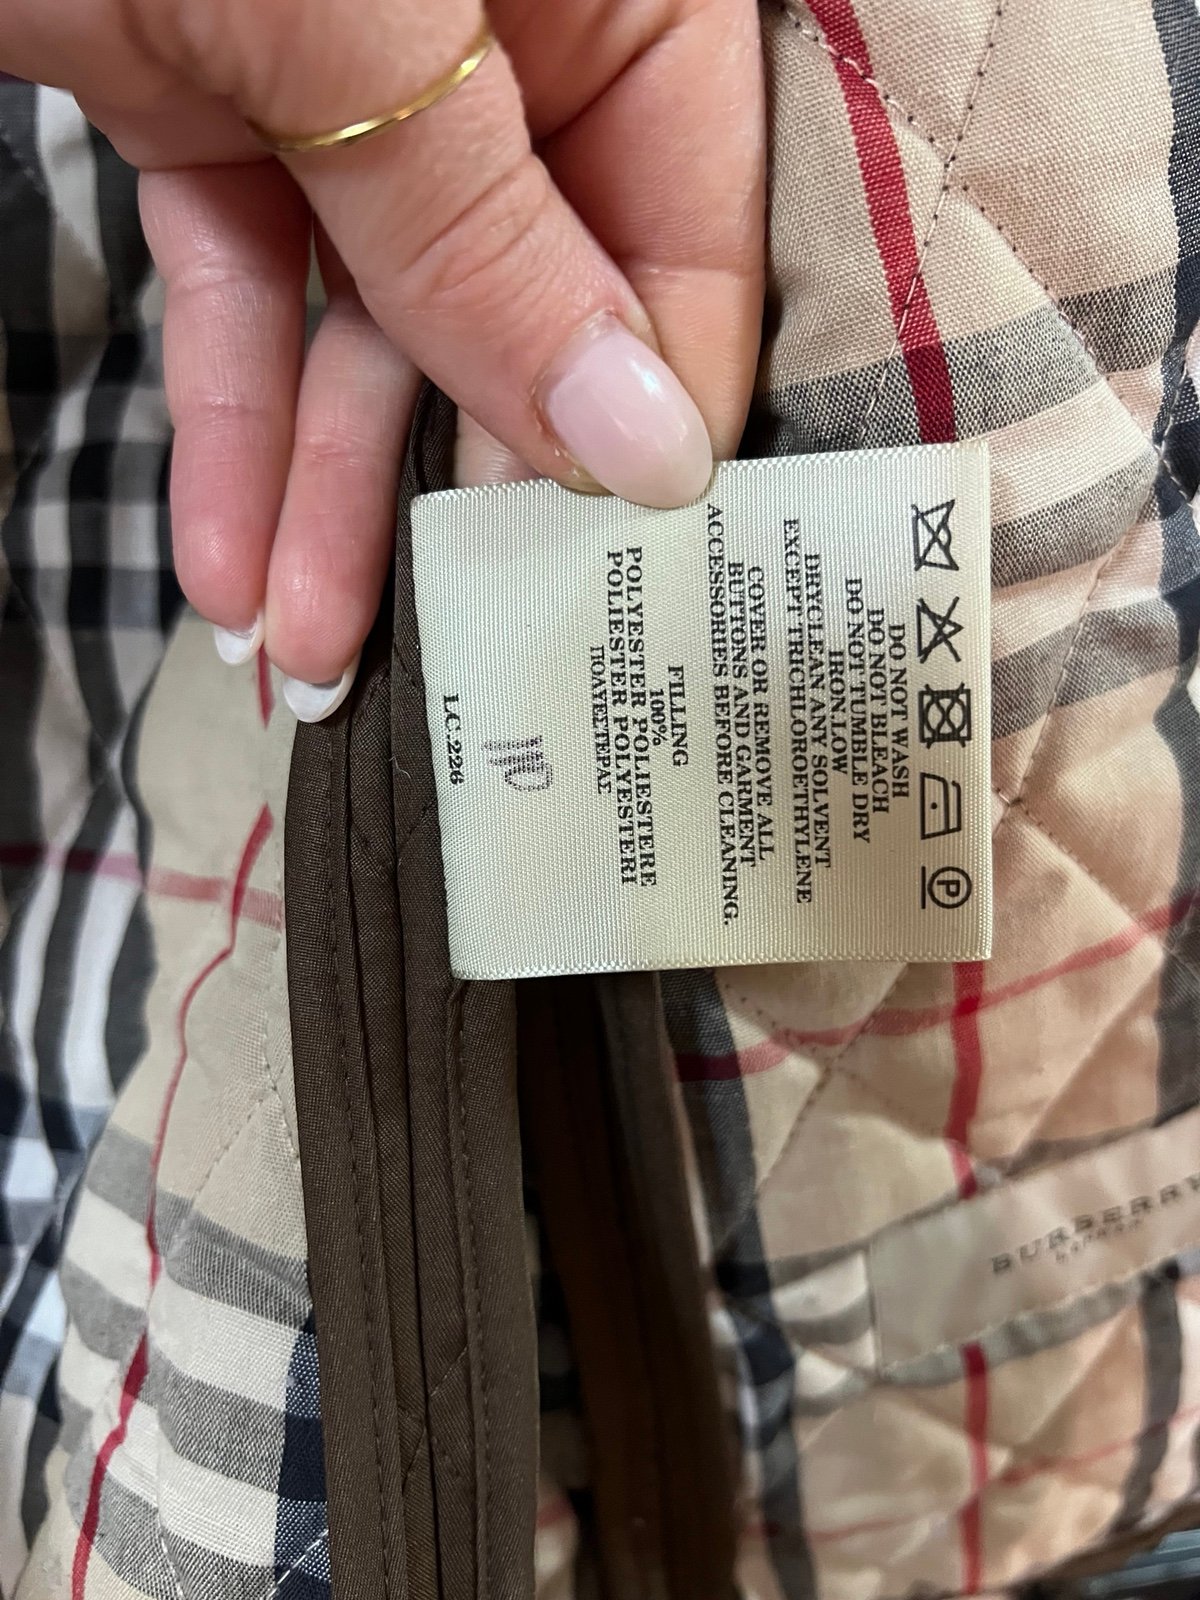 DO NOT WASH
DO NOT BLEACH
DO NOT TUMBLE DRY
IRON:LOW
DRYCLEAN ANY SOLVENT
EXCEPT TRICHLOROETHYLENE
COVER OR REMOVE ALL
BUTTONS AND GARMENT
ACCESSORIES BEFORE CLEANING.
FILLING
100%
POLYESTER POLIESTERE
POLIESTER POLYESTERI
ΠΟΛΥΕΣΤΕΡΑΣ
LC.226
P
BURBERRY